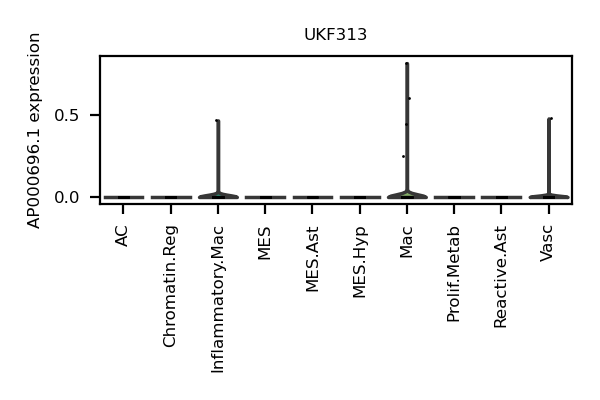 UKF313
AP000696.1 expression
0.5
0.0
AC
Chromatin.Reg
Inflammatory.Mac
MES
MES.Ast
MES.Hyp
Mac
Prolif.Metab
Reactive.Ast
Vasc